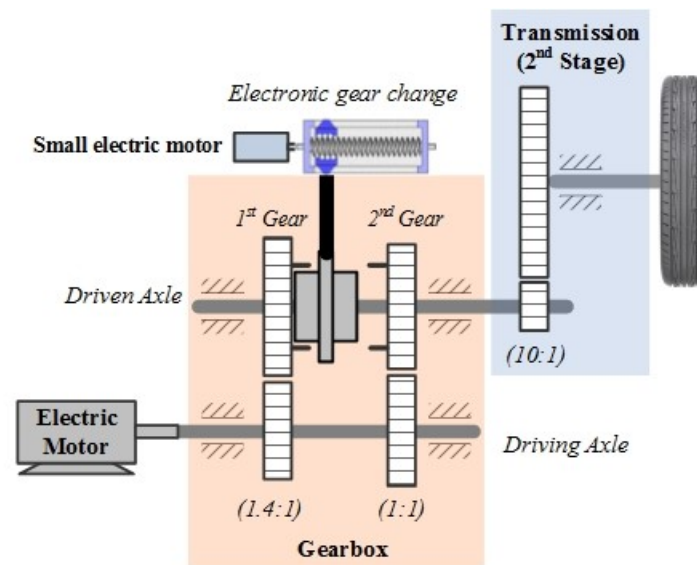 Transmission
(2nd Stage)
Electronic gear change
Small electric motor
1st Gear
2nd Gear
Driven Axle
(10:1)
Electric
Motor
Driving Axle
(1.4:1)
(1:1)
Gearbox